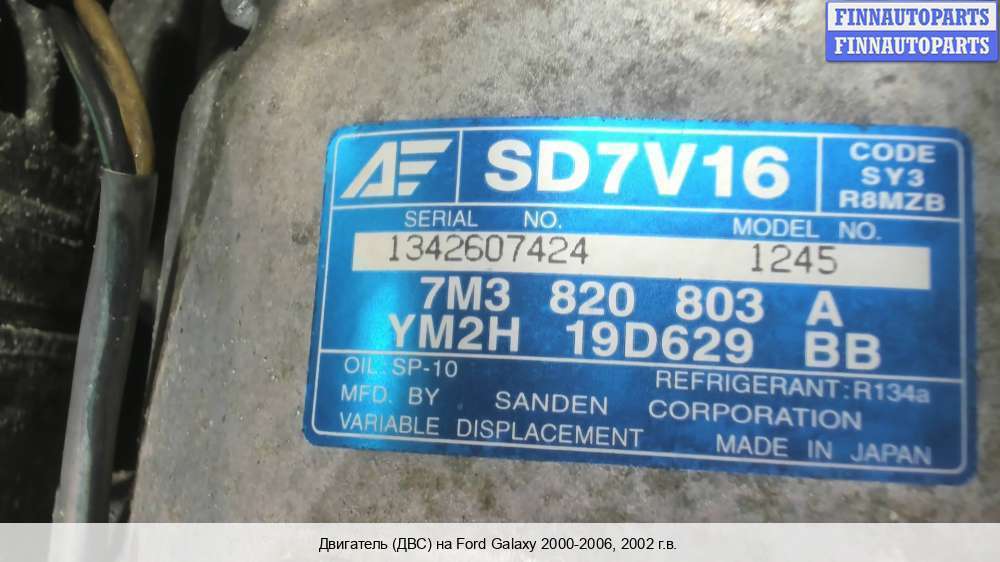 FINNAUTOPARTS
FINNAUTOPARTS
SD7V16
CODE
SY3
R8MZB
SERIAL NO.
MODEL NO.
1342607424 1245
7M3 820 803 A
YM2H 19D629 BB
OIL: SP-10
REFRIGERANT: R134a
MFD. BY SANDEN CORPORATION
VARIABLE DISPLACEMENT MADE IN JAPAN
Двигатель (ДВС) на Ford Galaxy 2000-2006, 2002 г.в.